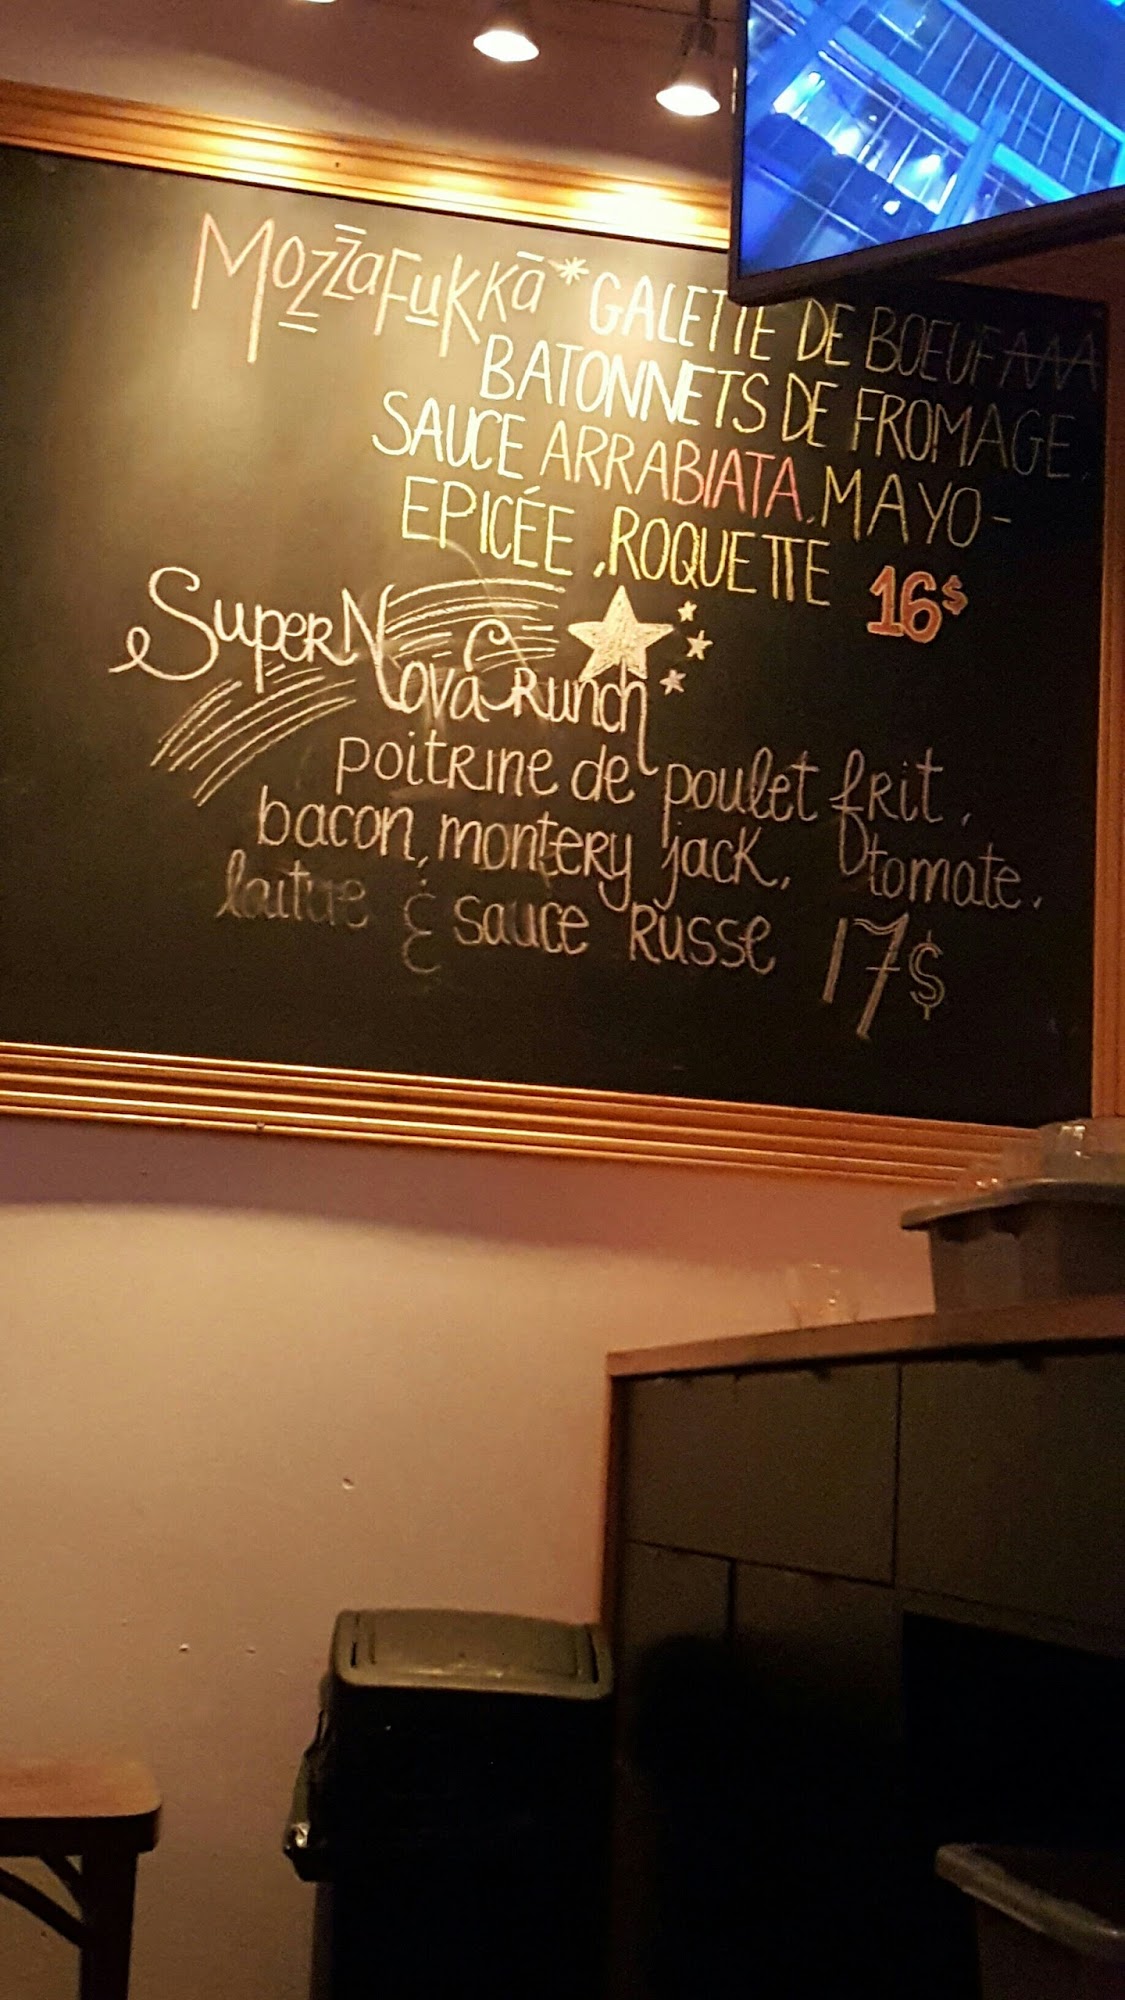 MozzaFukkā * GALETTE DE BOEUF AAA
BATONNETS DE FROMAGE,
SAUCE ARRABIATA, MAYO-
EPICÉE, ROQUETTE 16$
SuperNova Crunch
poitrine de poulet frit,
bacon, montery jack, tomate,
laitue & sauce Russe 17$